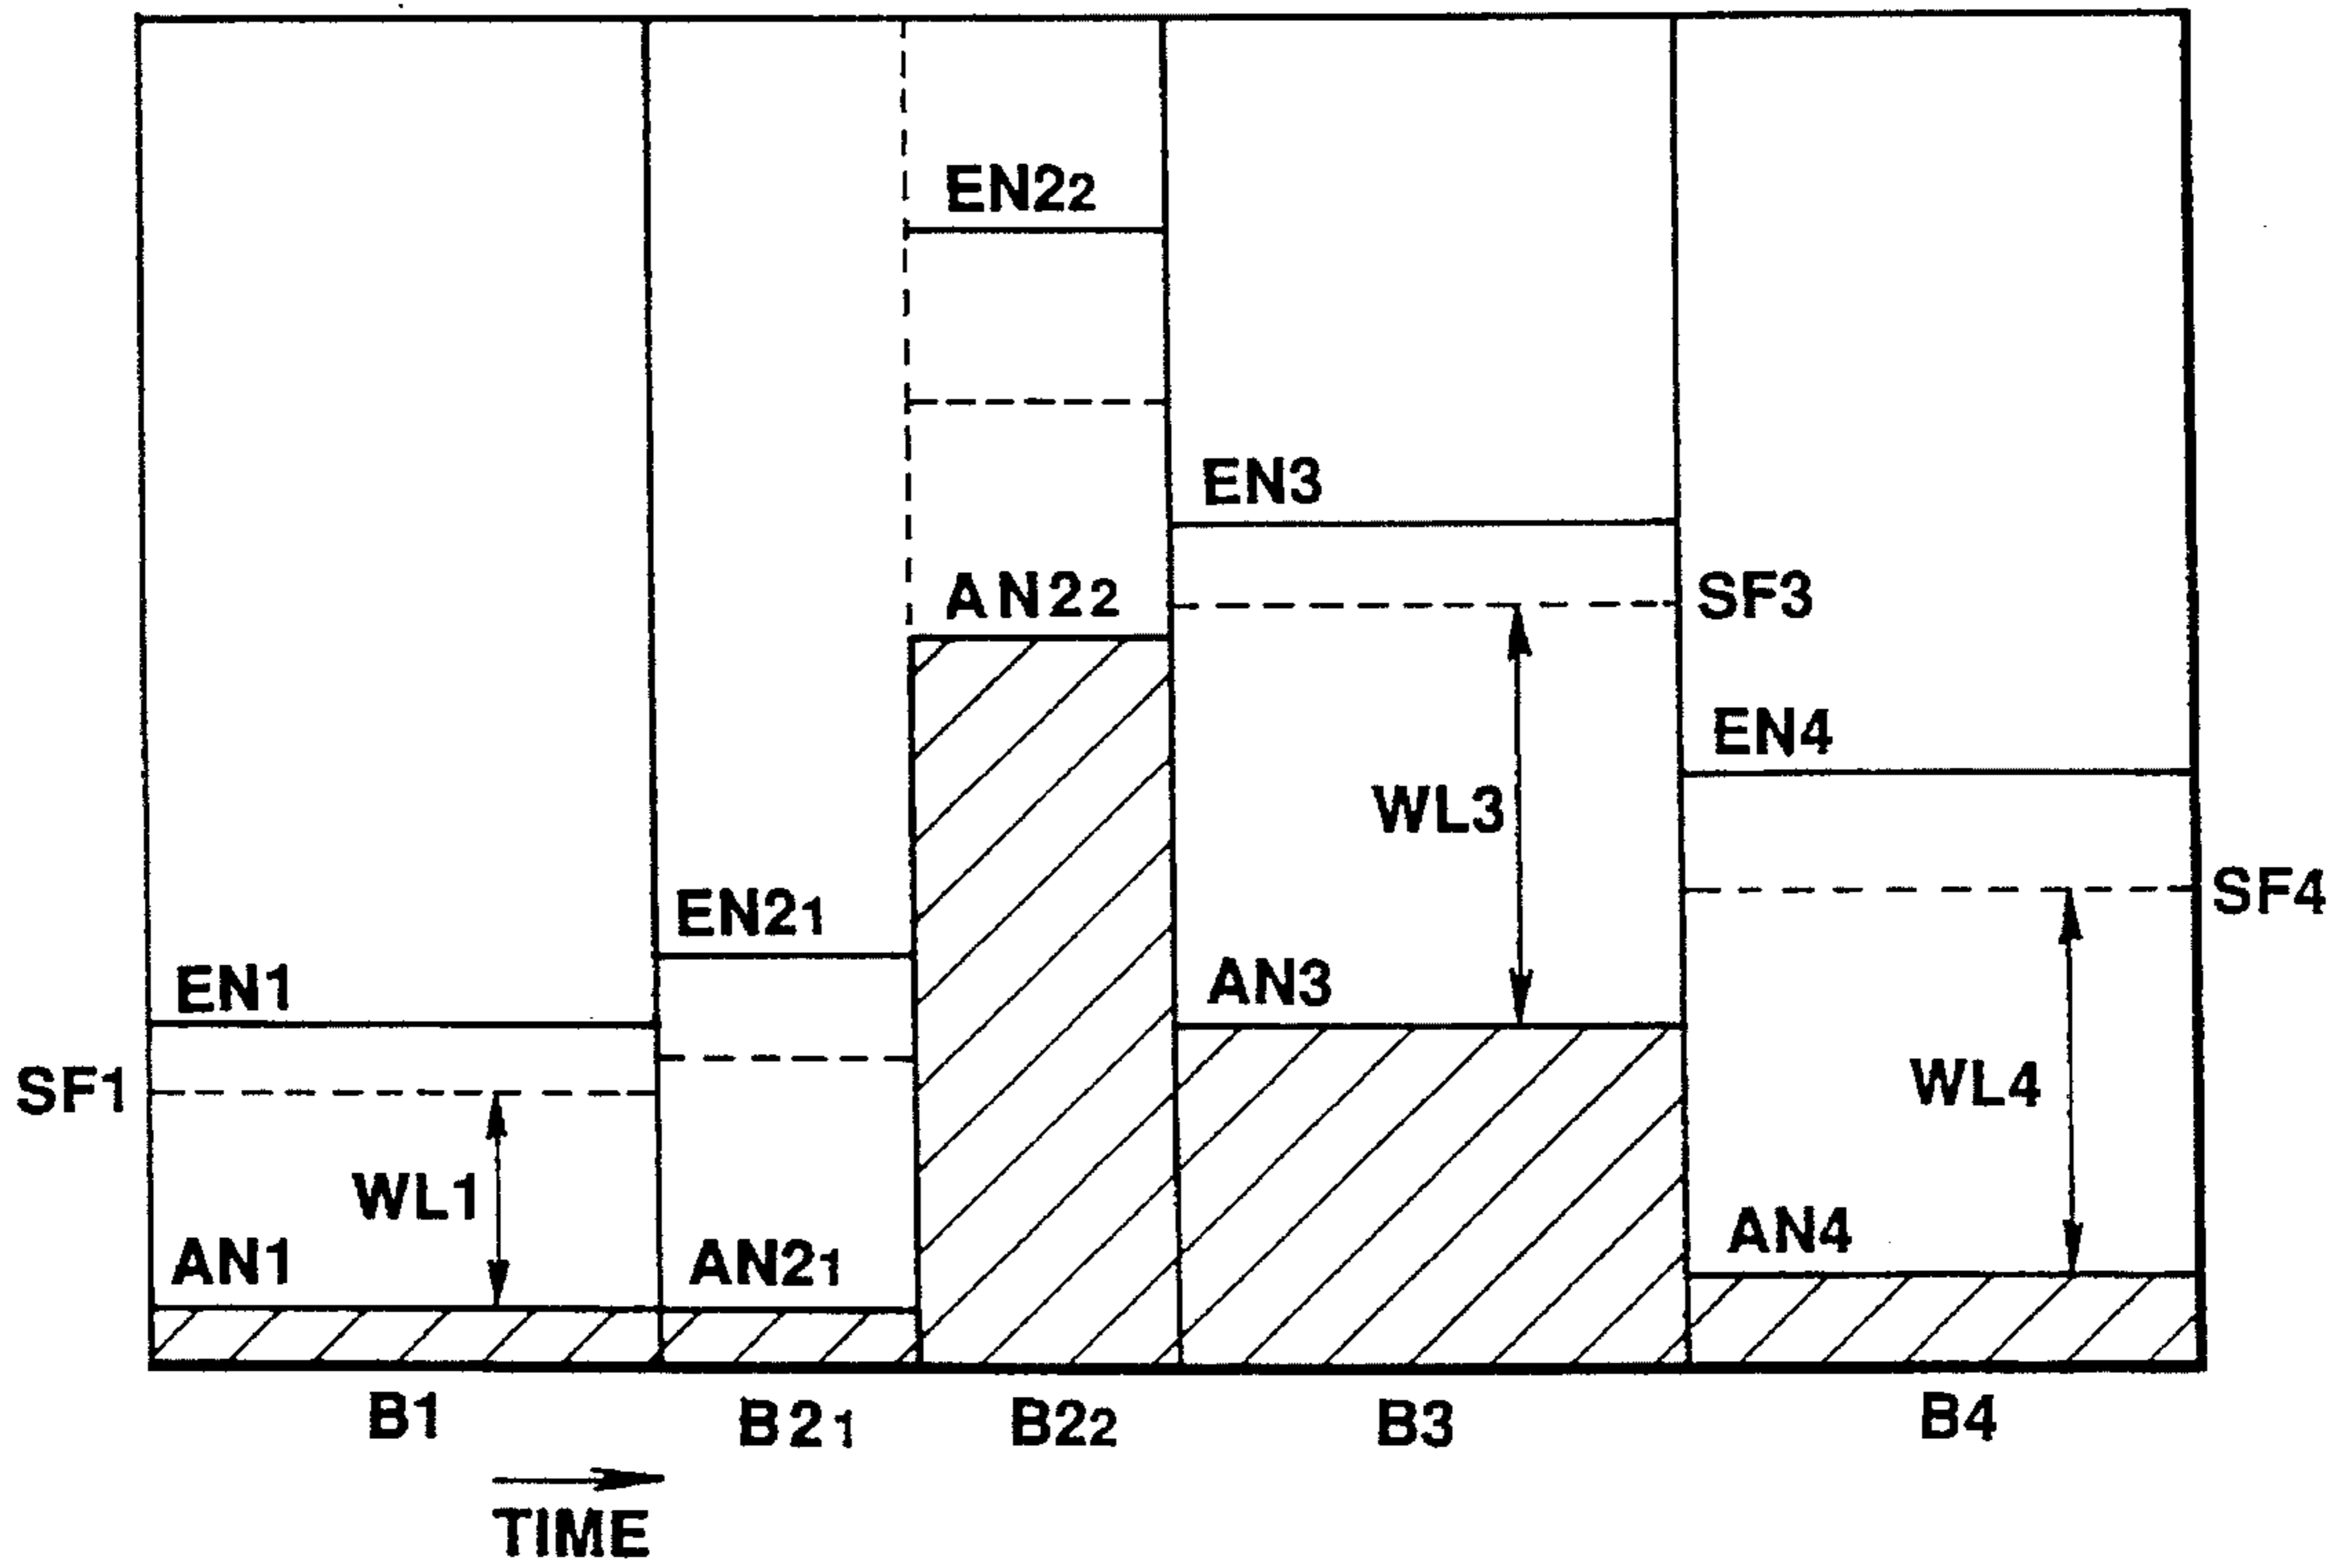 EN22
EN3
AN22
SF3
EN4
WL3
EN21
SF4
EN1
AN3
SF1
WL4
WL1
AN1
AN21
AN4
B1
B21
B22
B3
B4
TIME